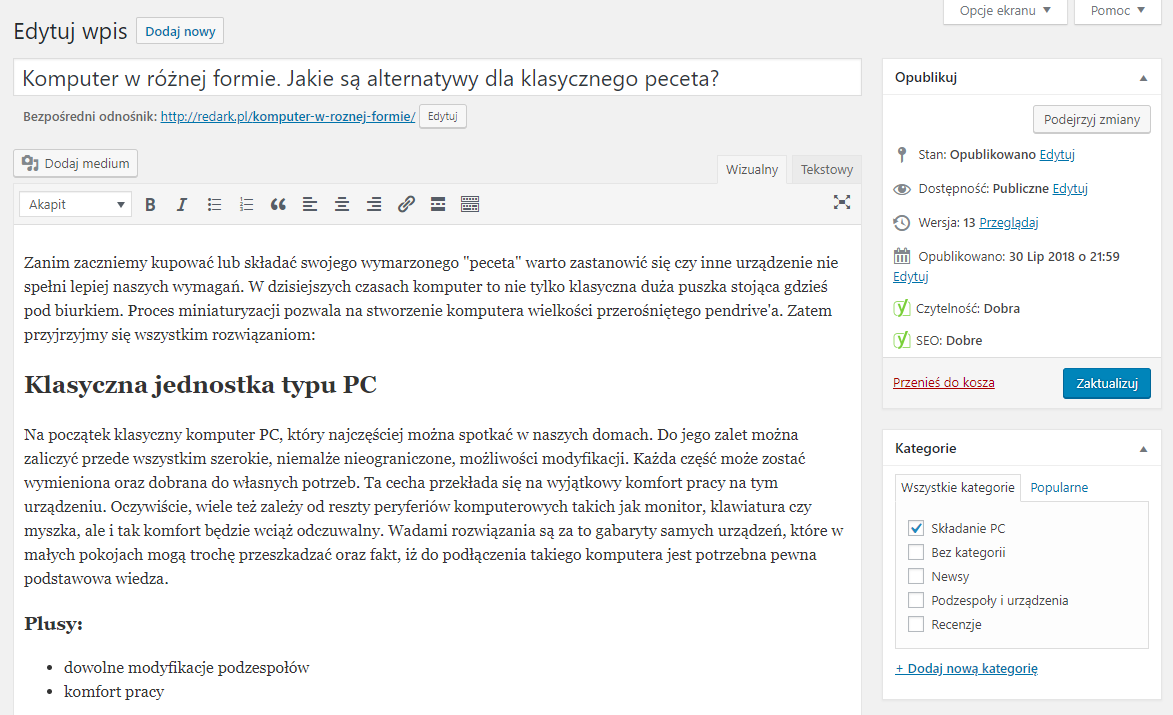 Opcje ekranu
Pomoc
Edytuj wpis
Dodaj nowy
Komputer w różnej formie. Jakie są alternatywy dla klasycznego peceta?
Bezpośredni odnośnik: http://redark.pl/komputer-w-roznej-formie/ Edytuj
Dodaj medium
Wizualny
Tekstowy
Akapit
Zanim zaczniemy kupować lub składać swojego wymarzonego "peceta" warto zastanowić się czy inne urządzenie nie
spełni lepiej naszych wymagań. W dzisiejszych czasach komputer to nie tylko klasyczna duża puszka stojąca gdzieś
pod biurkiem. Proces miniaturyzacji pozwala na stworzenie komputera wielkości przerośniętego pendrive'a. Zatem
przyjrzyjmy się wszystkim rozwiązaniom:
Klasyczna jednostka typu PC
Na początek klasyczny komputer PC, który najczęściej można spotkać w naszych domach. Do jego zalet można
zaliczyć przede wszystkim szerokie, niemalże nieograniczone, możliwości modyfikacji. Każda część może zostać
wymieniona oraz dobrana do własnych potrzeb. Ta cecha przekłada się na wyjątkowy komfort pracy na tym
urządzeniu. Oczywiście, wiele też zależy od reszty peryferiów komputerowych takich jak monitor, klawiatura czy
myszka, ale i tak komfort będzie wciąż odczuwalny. Wadami rozwiązania są za to gabaryty samych urządzeń, które w
małych pokojach mogą trochę przeszkadzać oraz fakt, iż do podłączenia takiego komputera jest potrzebna pewna
podstawowa wiedza.
Plusy:
dowolne modyfikacje podzespołów
komfort pracy
Opublikuj
Podejrzyj zmiany
Stan: Opublikowano Edytuj
Dostępność: Publiczne Edytuj
Wersja: 13 Przeglądaj
Opublikowano: 30 Lip 2018 o 21:59
Edytuj
Czytelność: Dobra
SEO: Dobre
Przenieś do kosza
Zaktualizuj
Kategorie
Wszystkie kategorie
Popularne
Składanie PC
Bez kategorii
Newsy
Podzespoły i urządzenia
Recenzje
+ Dodaj nową kategorię